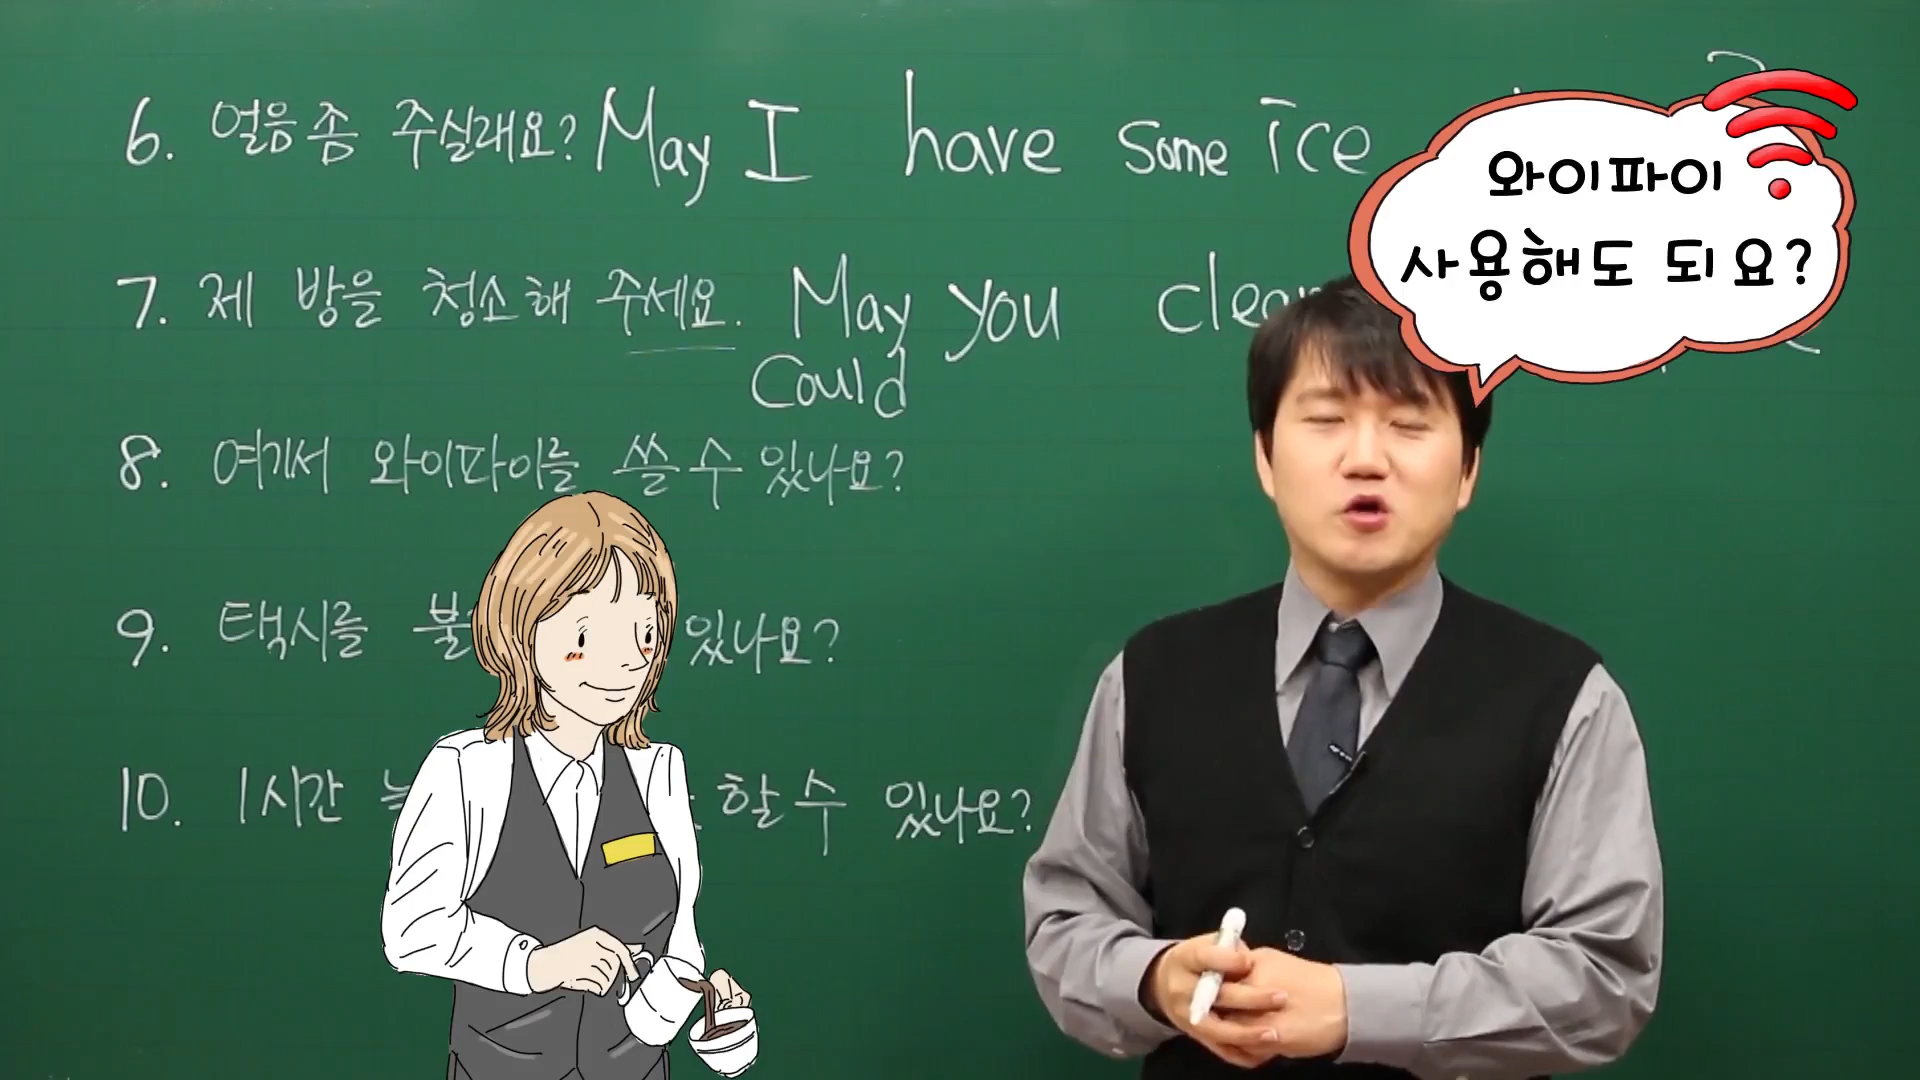 6. 얼음 좀 주실래요? May I have some ice
7. 제 방을 청소해 주세요. May you clean
Could
8. 여기서 와이파이를 쓸 수 있나요?
9. 택시를 있나요?
10. 1시간 할 수 있나요?
와이파이
사용해도 되요?